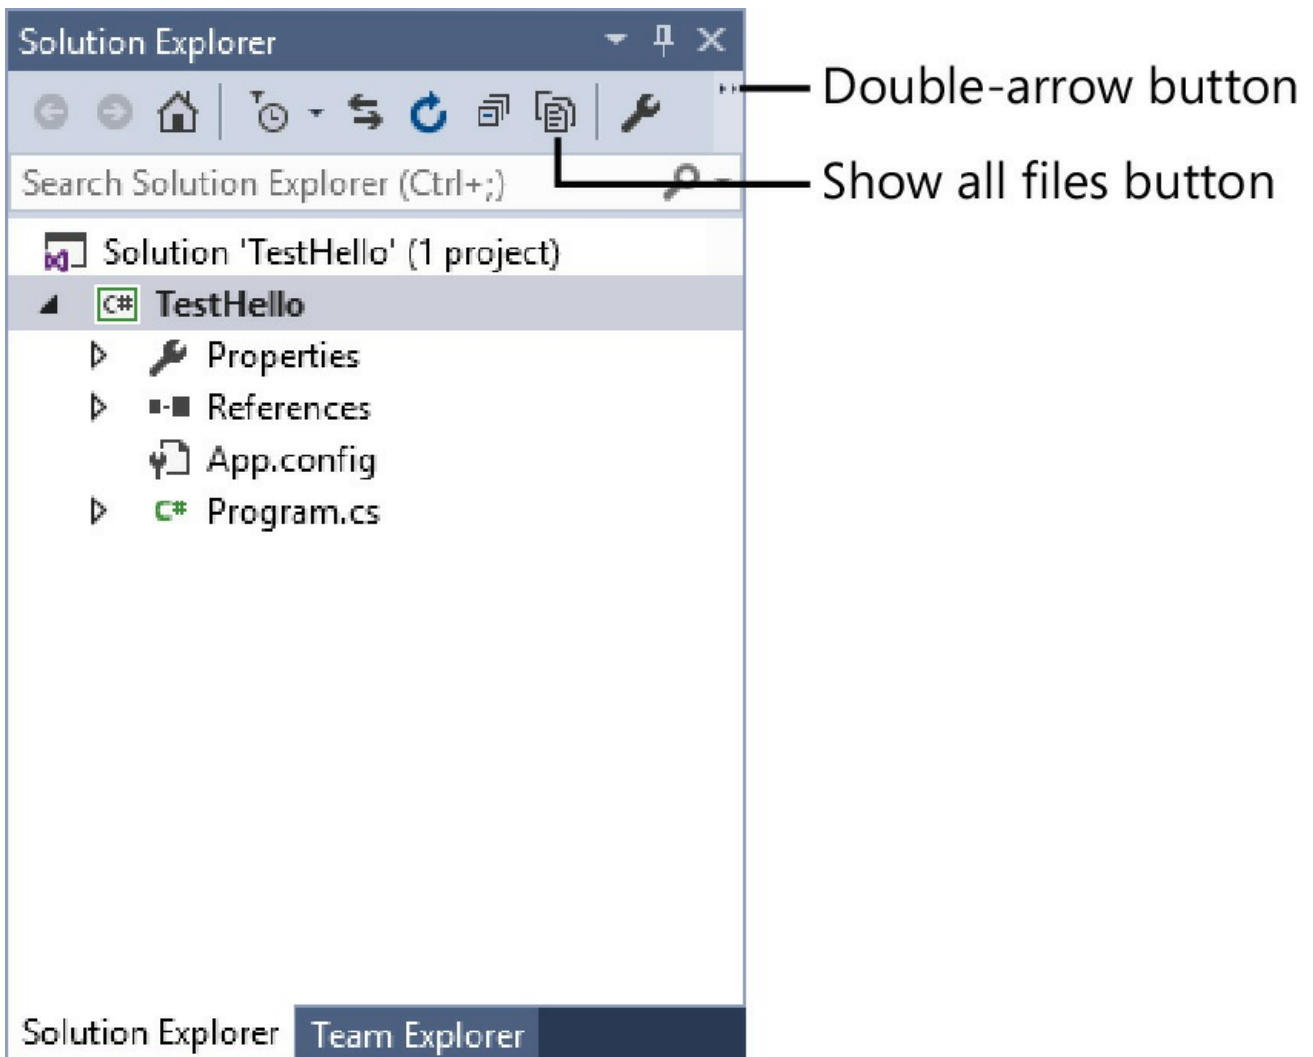 Solution Explorer
Double-arrow button
Search Solution Explorer (Ctrl+;)
Show all files button
Solution 'TestHello' (1 project)
C# TestHello
Properties
References
App.config
C# Program.cs
Solution Explorer Team Explorer